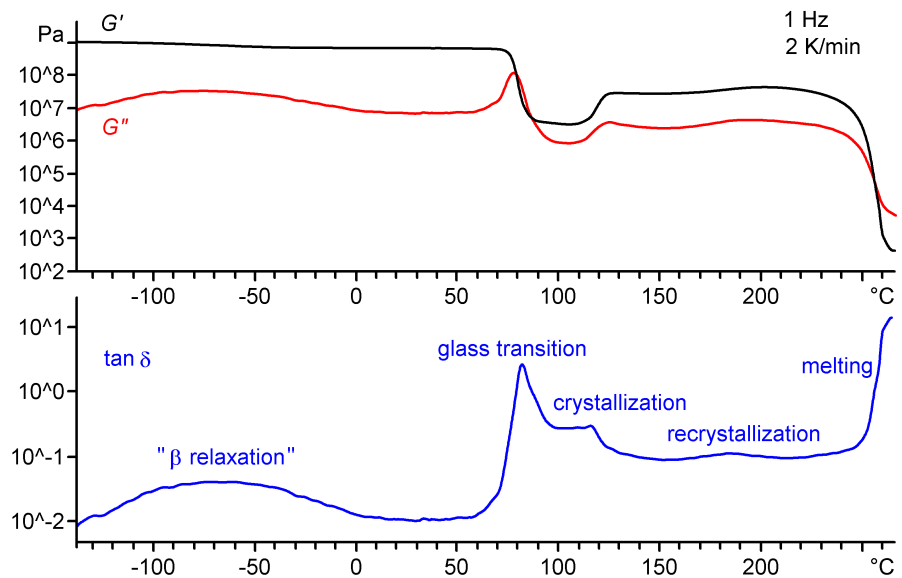 G′
1 Hz
2 K/min
Pa
10^8
10^7
G″
10^6
10^5
10^4
10^3
10^2
-100 -50 0 50 100 150 200 °C
10^1
tan δ
glass transition
melting
10^0
crystallization
recrystallization
10^-1
"β relaxation"
10^-2
-100 -50 0 50 100 150 200 °C